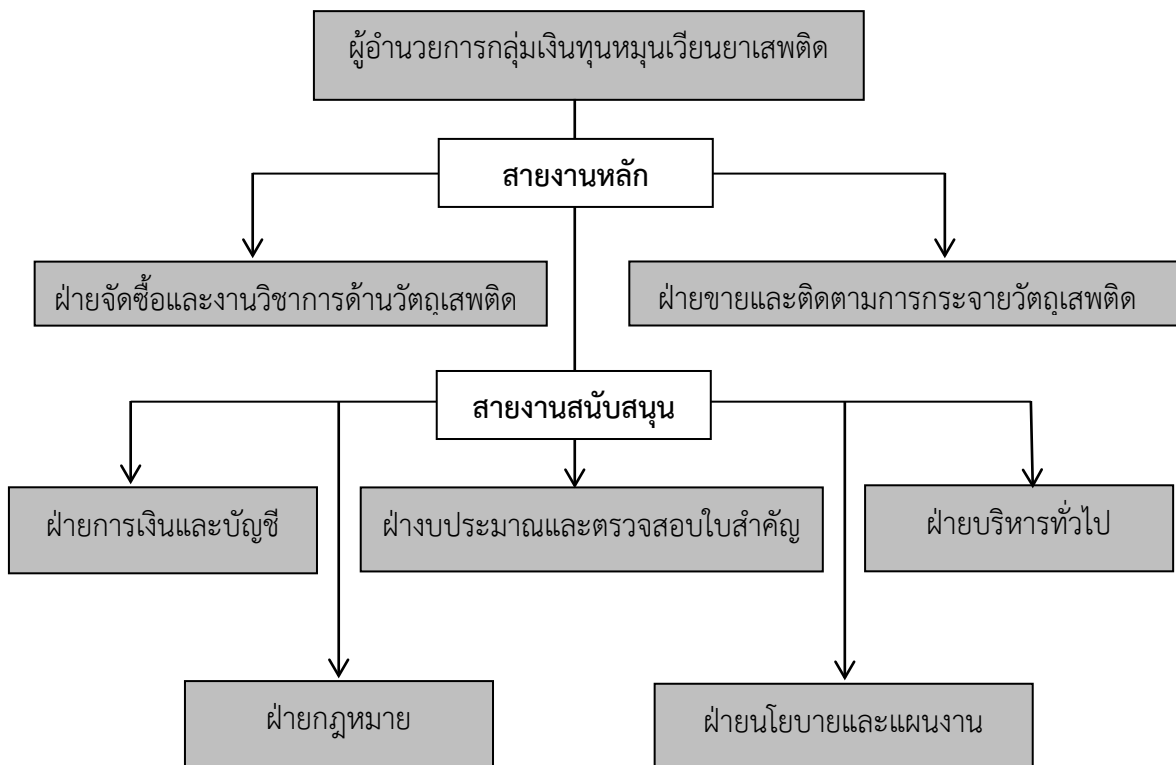 ผู้อำนวยการกลุ่มเงินทุนหมุนเวียนยาเสพติด
สายงานหลัก
ฝ่ายจัดซื้อและงานวิชาการด้านวัตถุเสพติด
ฝ่ายขายและติดตามการกระจายวัตถุเสพติด
สายงานสนับสนุน
ฝ่ายการเงินและบัญชี
ฝ่างบประมาณและตรวจสอบใบสำคัญ
ฝ่ายบริหารทั่วไป
ฝ่ายกฎหมาย
ฝ่ายนโยบายและแผนงาน